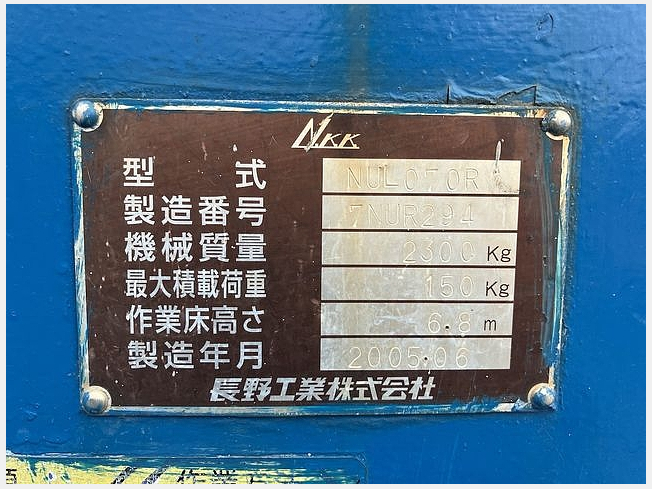 NKK
型式 NUL070R
製造番号 7NUR294
機械質量 2300 Kg
最大積載荷重 150 Kg
作業床高さ 6.8 m
製造年月 2005.06
長野工業株式会社